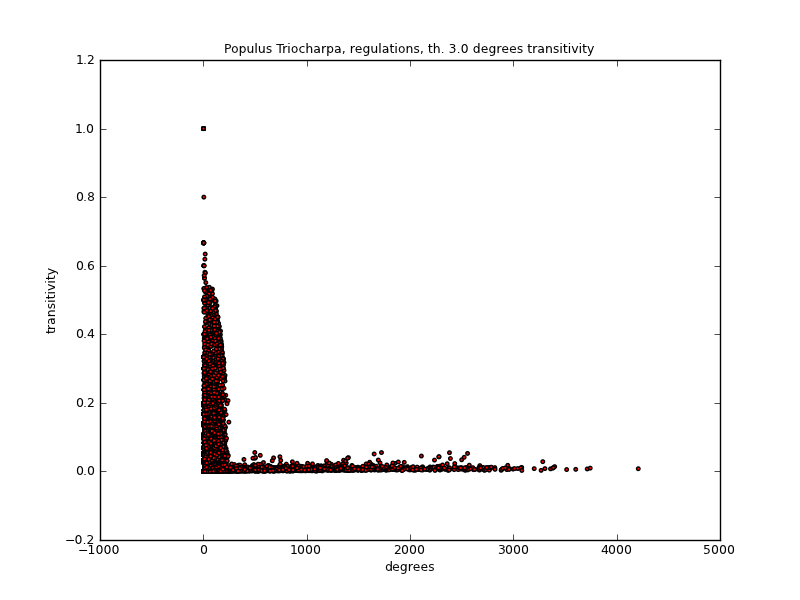 Populus Triocharpa, regulations, th. 3.0 degrees transitivity
1.2
1.0
0.8
0.6
0.4
0.2
0.0
−0.2
transitivity
−1000 0 1000 2000 3000 4000 5000
degrees